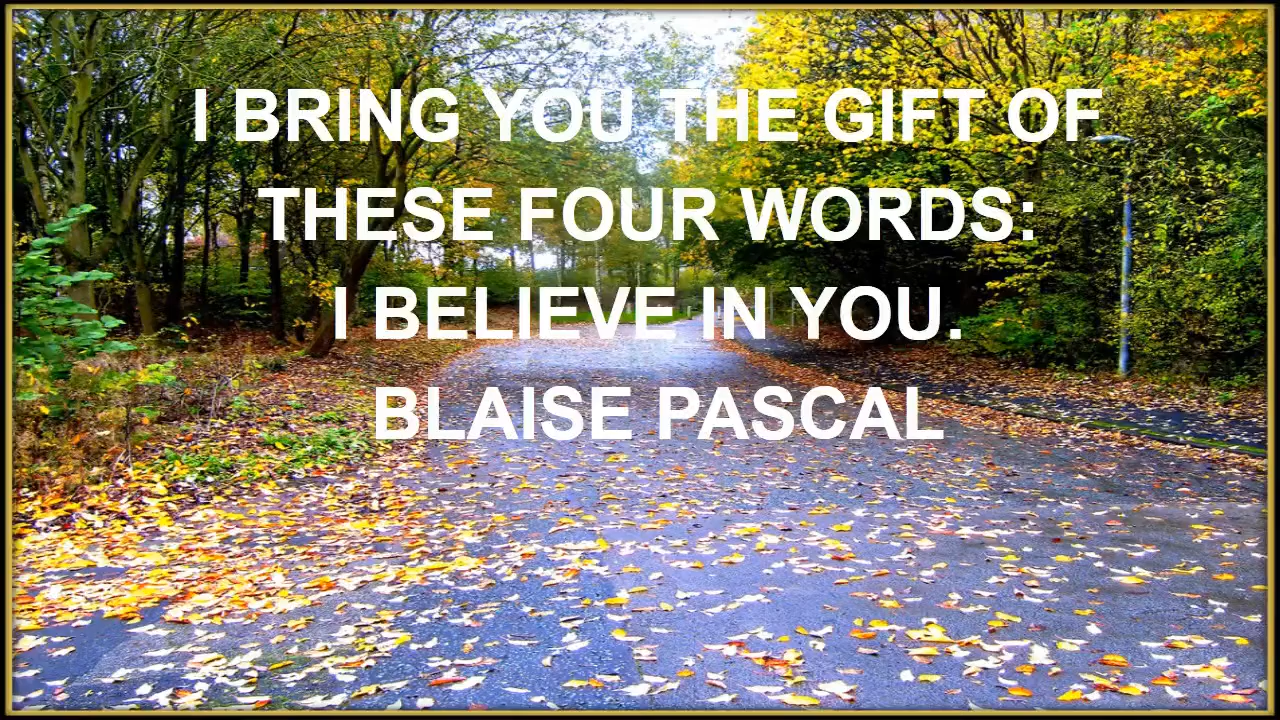 I BRING YOU THE GIFT OF
THESE FOUR WORDS:
I BELIEVE IN YOU.
BLAISE PASCAL